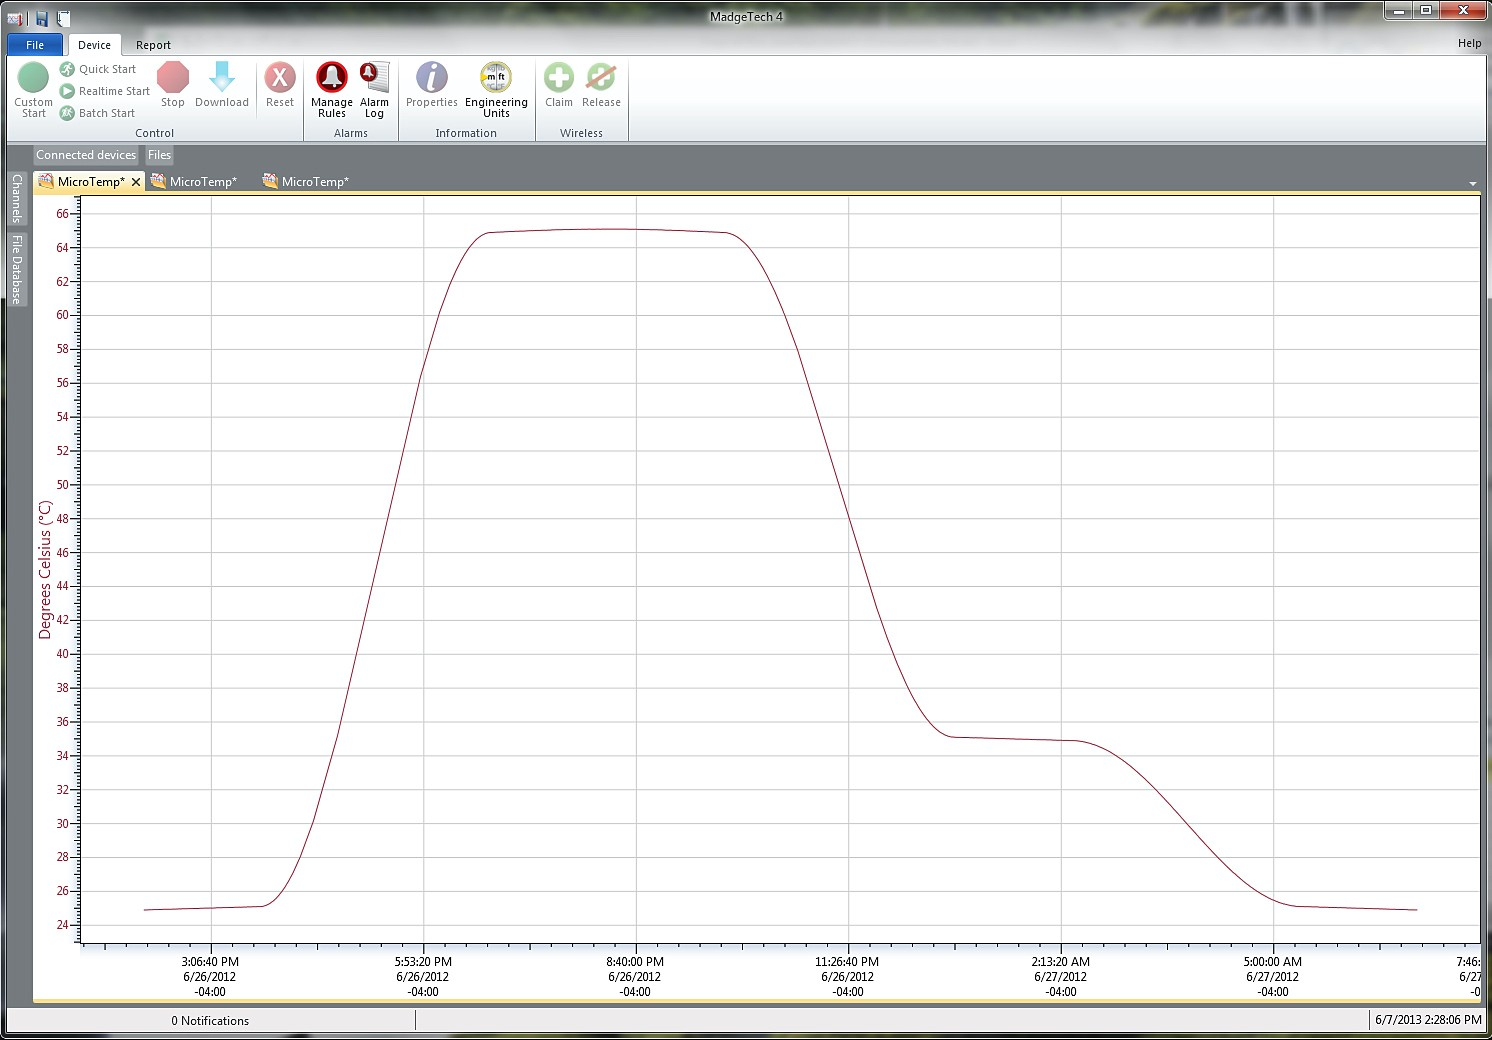 MadgeTech 4
File
Device
Report
Help
Custom Start
Quick Start
Realtime Start
Batch Start
Stop
Download
Reset
Manage Rules
Alarm Log
Properties
m ft
Engineering Units
Claim
Release
Control
Alarms
Information
Wireless
Connected devices
Files
Channels
File Database
MicroTemp*
MicroTemp*
MicroTemp*
Degrees Celsius (°C)
66
64
62
60
58
56
54
52
50
48
46
44
42
40
38
36
34
32
30
28
26
24
3:06:40 PM
6/26/2012
-04:00
5:53:20 PM
6/26/2012
-04:00
8:40:00 PM
6/26/2012
-04:00
11:26:40 PM
6/26/2012
-04:00
2:13:20 AM
6/27/2012
-04:00
5:00:00 AM
6/27/2012
-04:00
7:46:
6/27
-0
0 Notifications
6/7/2013 2:28:06 PM